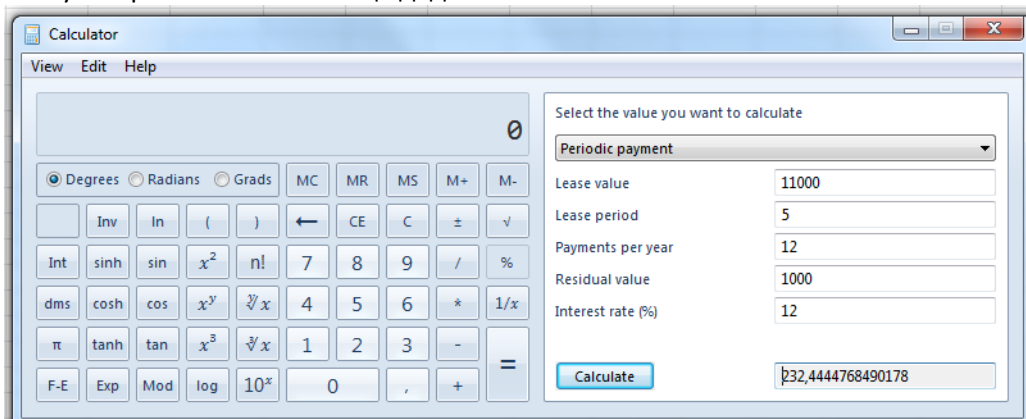 Calculator
View Edit Help
0
Select the value you want to calculate
Periodic payment
Degrees Radians Grads MC MR MS M+ M-
Lease value 11000
Inv ln ( ) ← CE C ± √
Lease period 5
Payments per year 12
Int sinh sin x² n! 7 8 9 / %
Residual value 1000
dms cosh cos xʸ ʸ√x 4 5 6 * 1/x
Interest rate (%) 12
π tanh tan x³ ³√x 1 2 3 - =
F-E Exp Mod log 10ˣ 0 , +
Calculate 232,4444768490178